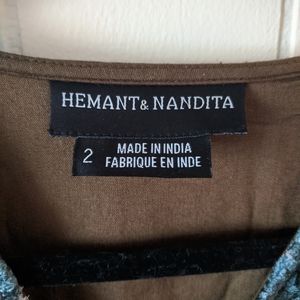 HEMANT & NANDITA
2
MADE IN INDIA
FABRIQUE EN INDE